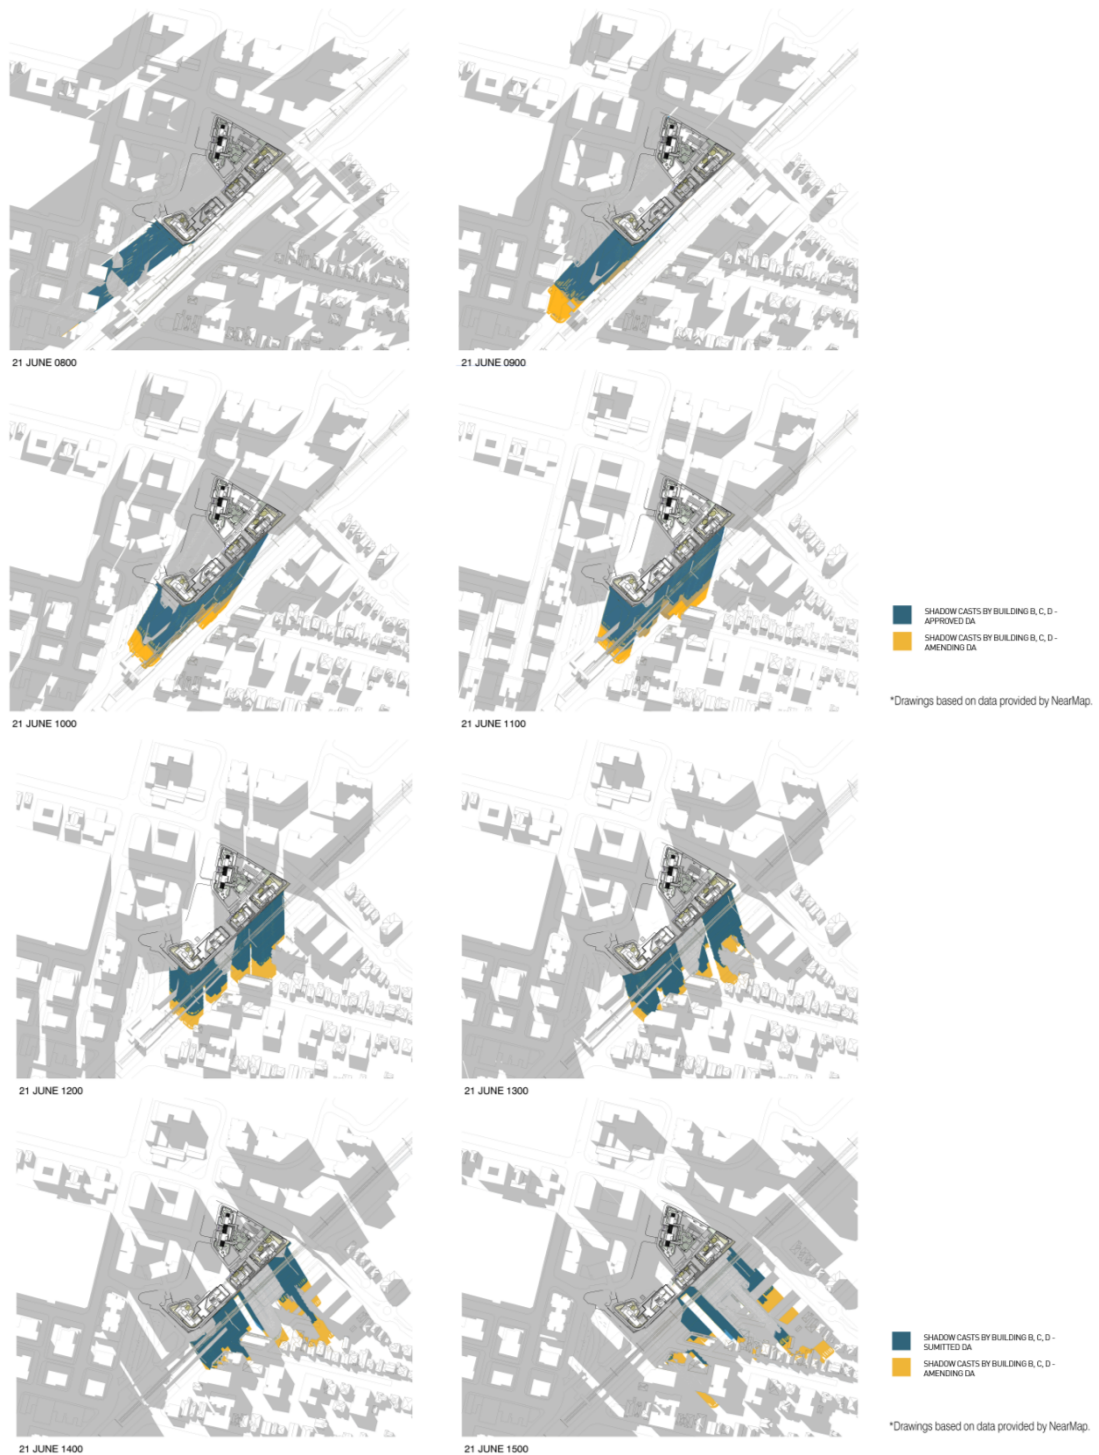 21 JUNE 0800
21 JUNE 0900
21 JUNE 1000
21 JUNE 1100
SHADOW CASTS BY BUILDING B, C, D -
APPROVED DA
SHADOW CASTS BY BUILDING B, C, D -
AMENDING DA
*Drawings based on data provided by NearMap.
21 JUNE 1200
21 JUNE 1300
21 JUNE 1400
21 JUNE 1500
SHADOW CASTS BY BUILDING B, C, D -
SUMITTED DA
SHADOW CASTS BY BUILDING B, C, D -
AMENDING DA
*Drawings based on data provided by NearMap.